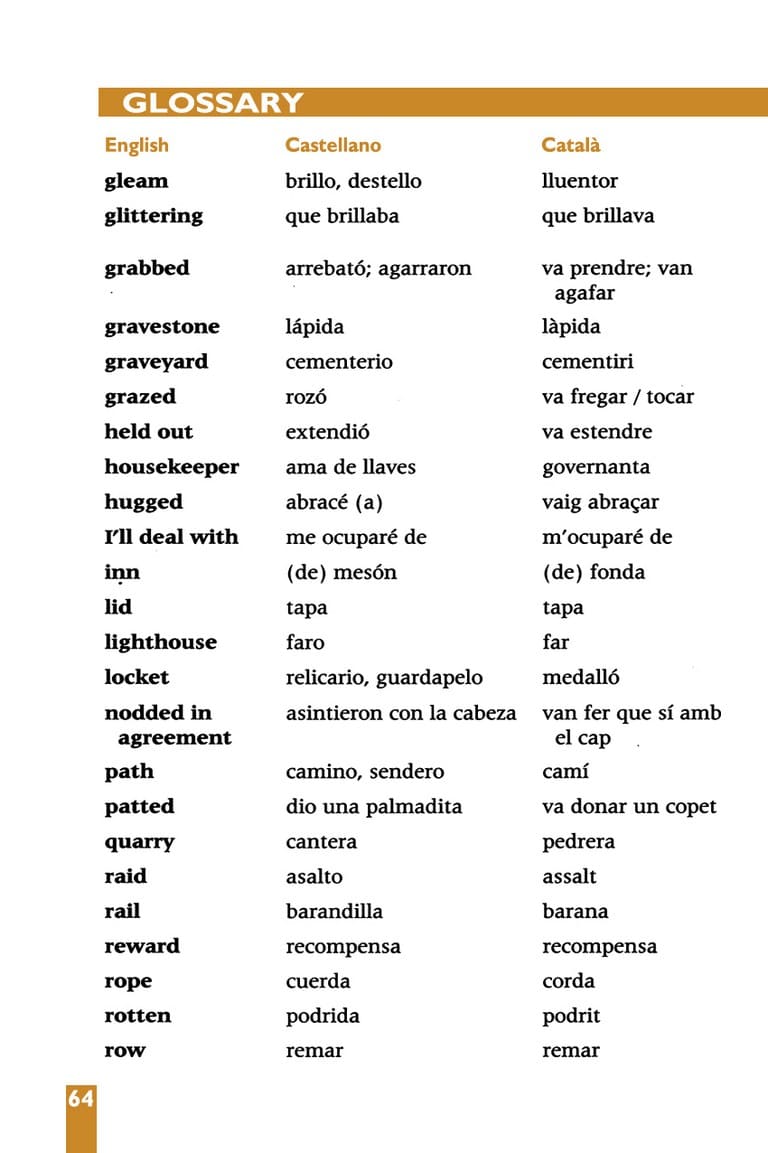 GLOSSARY
English Castellano Català
gleam brillo, destello lluentor
glittering que brillaba que brillava
grabbed arrebató; agarraron va prendre; van
agafar
gravestone lápida làpida
graveyard cementerio cementiri
grazed rozó va fregar / tocar
held out extendió va estendre
housekeeper ama de llaves governanta
hugged abracé (a) vaig abraçar
I'll deal with me ocuparé de m'ocuparé de
inn (de) mesón (de) fonda
lid tapa tapa
lighthouse faro far
locket relicario, guardapelo medalló
nodded in asintieron con la cabeza van fer que sí amb
agreement el cap
path camino, sendero camí
patted dio una palmadita va donar un copet
quarry cantera pedrera
raid asalto assalt
rail barandilla barana
reward recompensa recompensa
rope cuerda corda
rotten podrida podrit
row remar remar
64